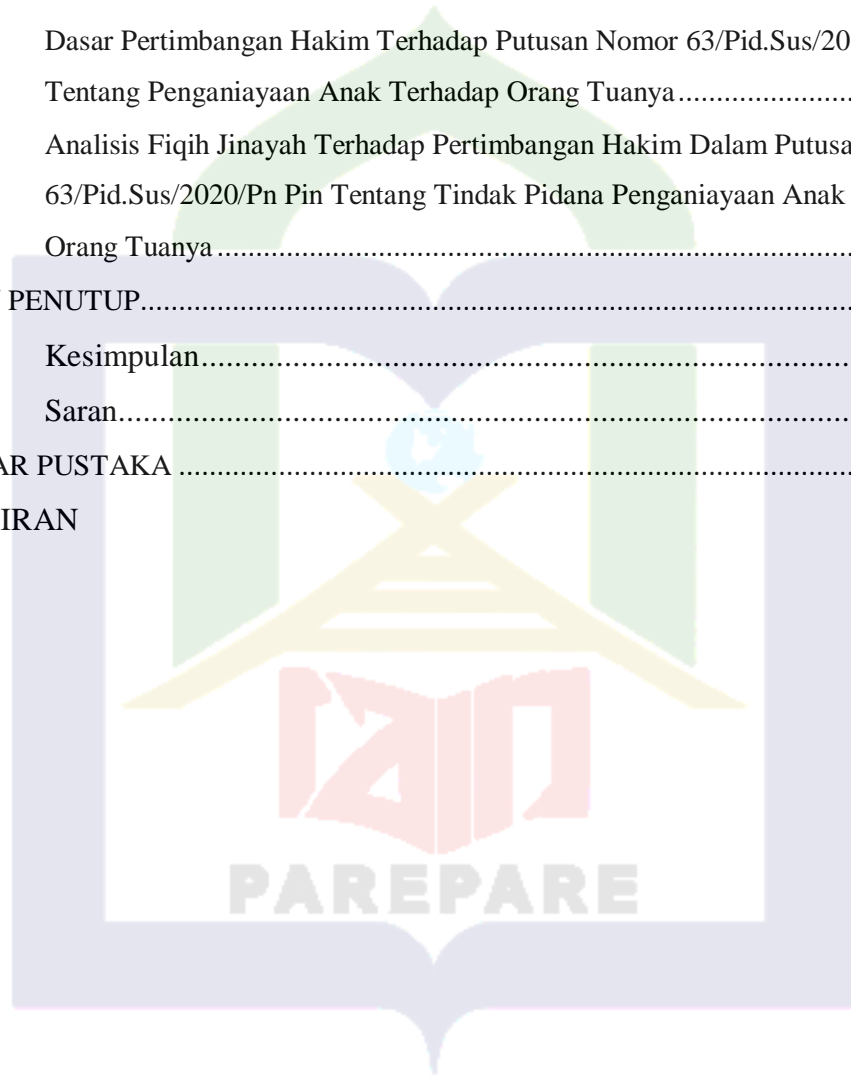 Dasar Pertimbangan Hakim Terhadap Putusan Nomor 63/Pid.Sus/20
Tentang Penganiayaan Anak Terhadap Orang Tuanya....................
Analisis Fiqih Jinayah Terhadap Pertimbangan Hakim Dalam Putusa
63/Pid.Sus/2020/Pn Pin Tentang Tindak Pidana Penganiayaan Anak
Orang Tuanya....................
PENUTUP....................
Kesimpulan....................
Saran....................
AR PUSTAKA ....................
IRAN
iain
PAREPARE